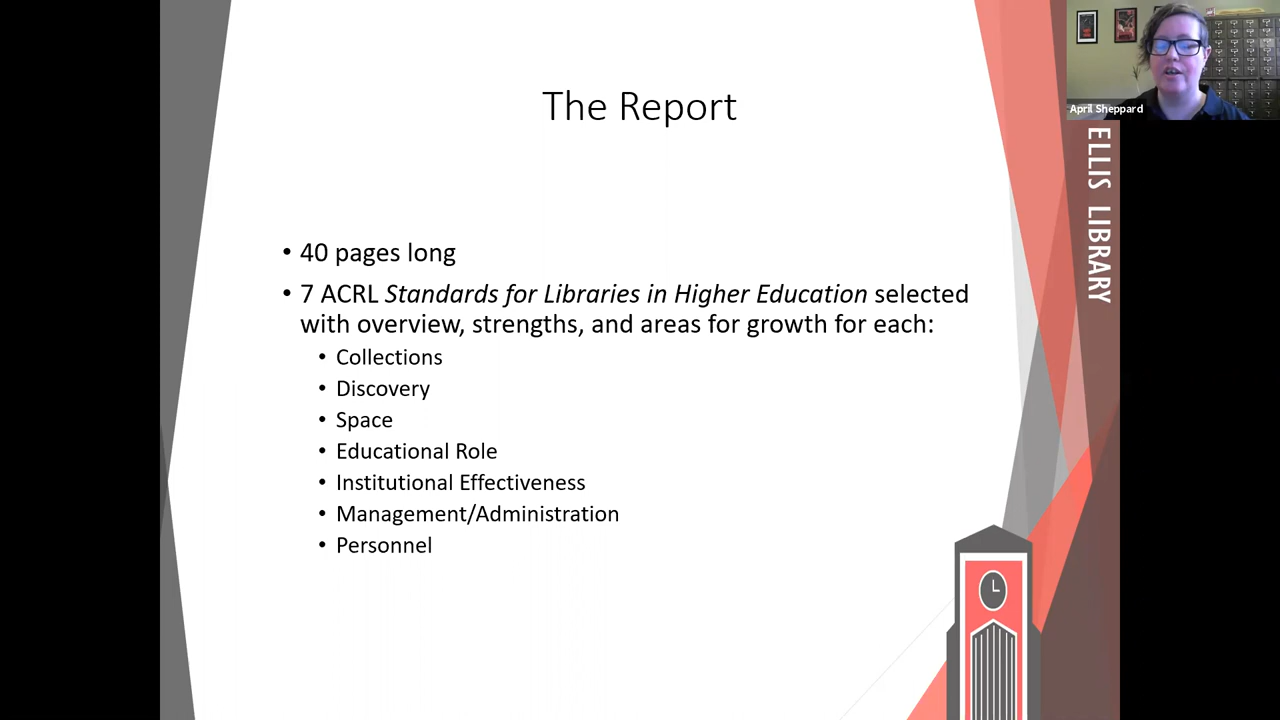 The Report
• 40 pages long
• 7 ACRL Standards for Libraries in Higher Education selected
with overview, strengths, and areas for growth for each:
• Collections
• Discovery
• Space
• Educational Role
• Institutional Effectiveness
• Management/Administration
• Personnel
April Sheppard
ELLIS LIBRARY